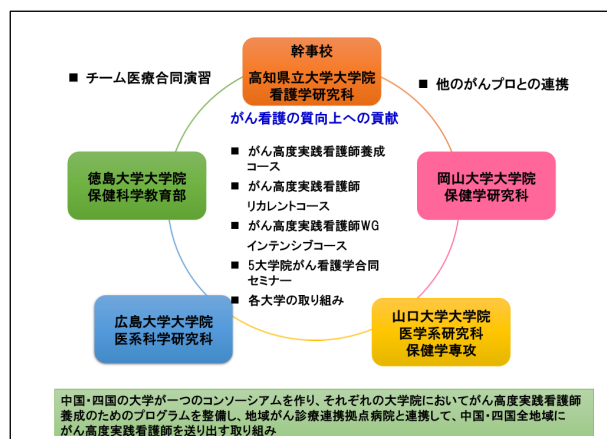 幹事校
高知県立大学大学院
看護学研究科
■ チーム医療合同演習
■ 他のがんプロとの連携
がん看護の質向上への貢献
■ がん高度実践看護師養成
コース
■ がん高度実践看護師
リカレントコース
■ がん高度実践看護師WG
インテンシブコース
■ 5大学院がん看護学合同
セミナー
■ 各大学の取り組み
徳島大学大学院
保健科学教育部
岡山大学大学院
保健学研究科
広島大学大学院
医系科学研究科
山口大学大学院
医学系研究科
保健学専攻
中国・四国の大学が一つのコンソーシアムを作り、それぞれの大学院においてがん高度実践看護師
養成のためのプログラムを整備し、地域がん診療連携拠点病院と連携して、中国・四国全地域に
がん高度実践看護師を送り出す取り組み